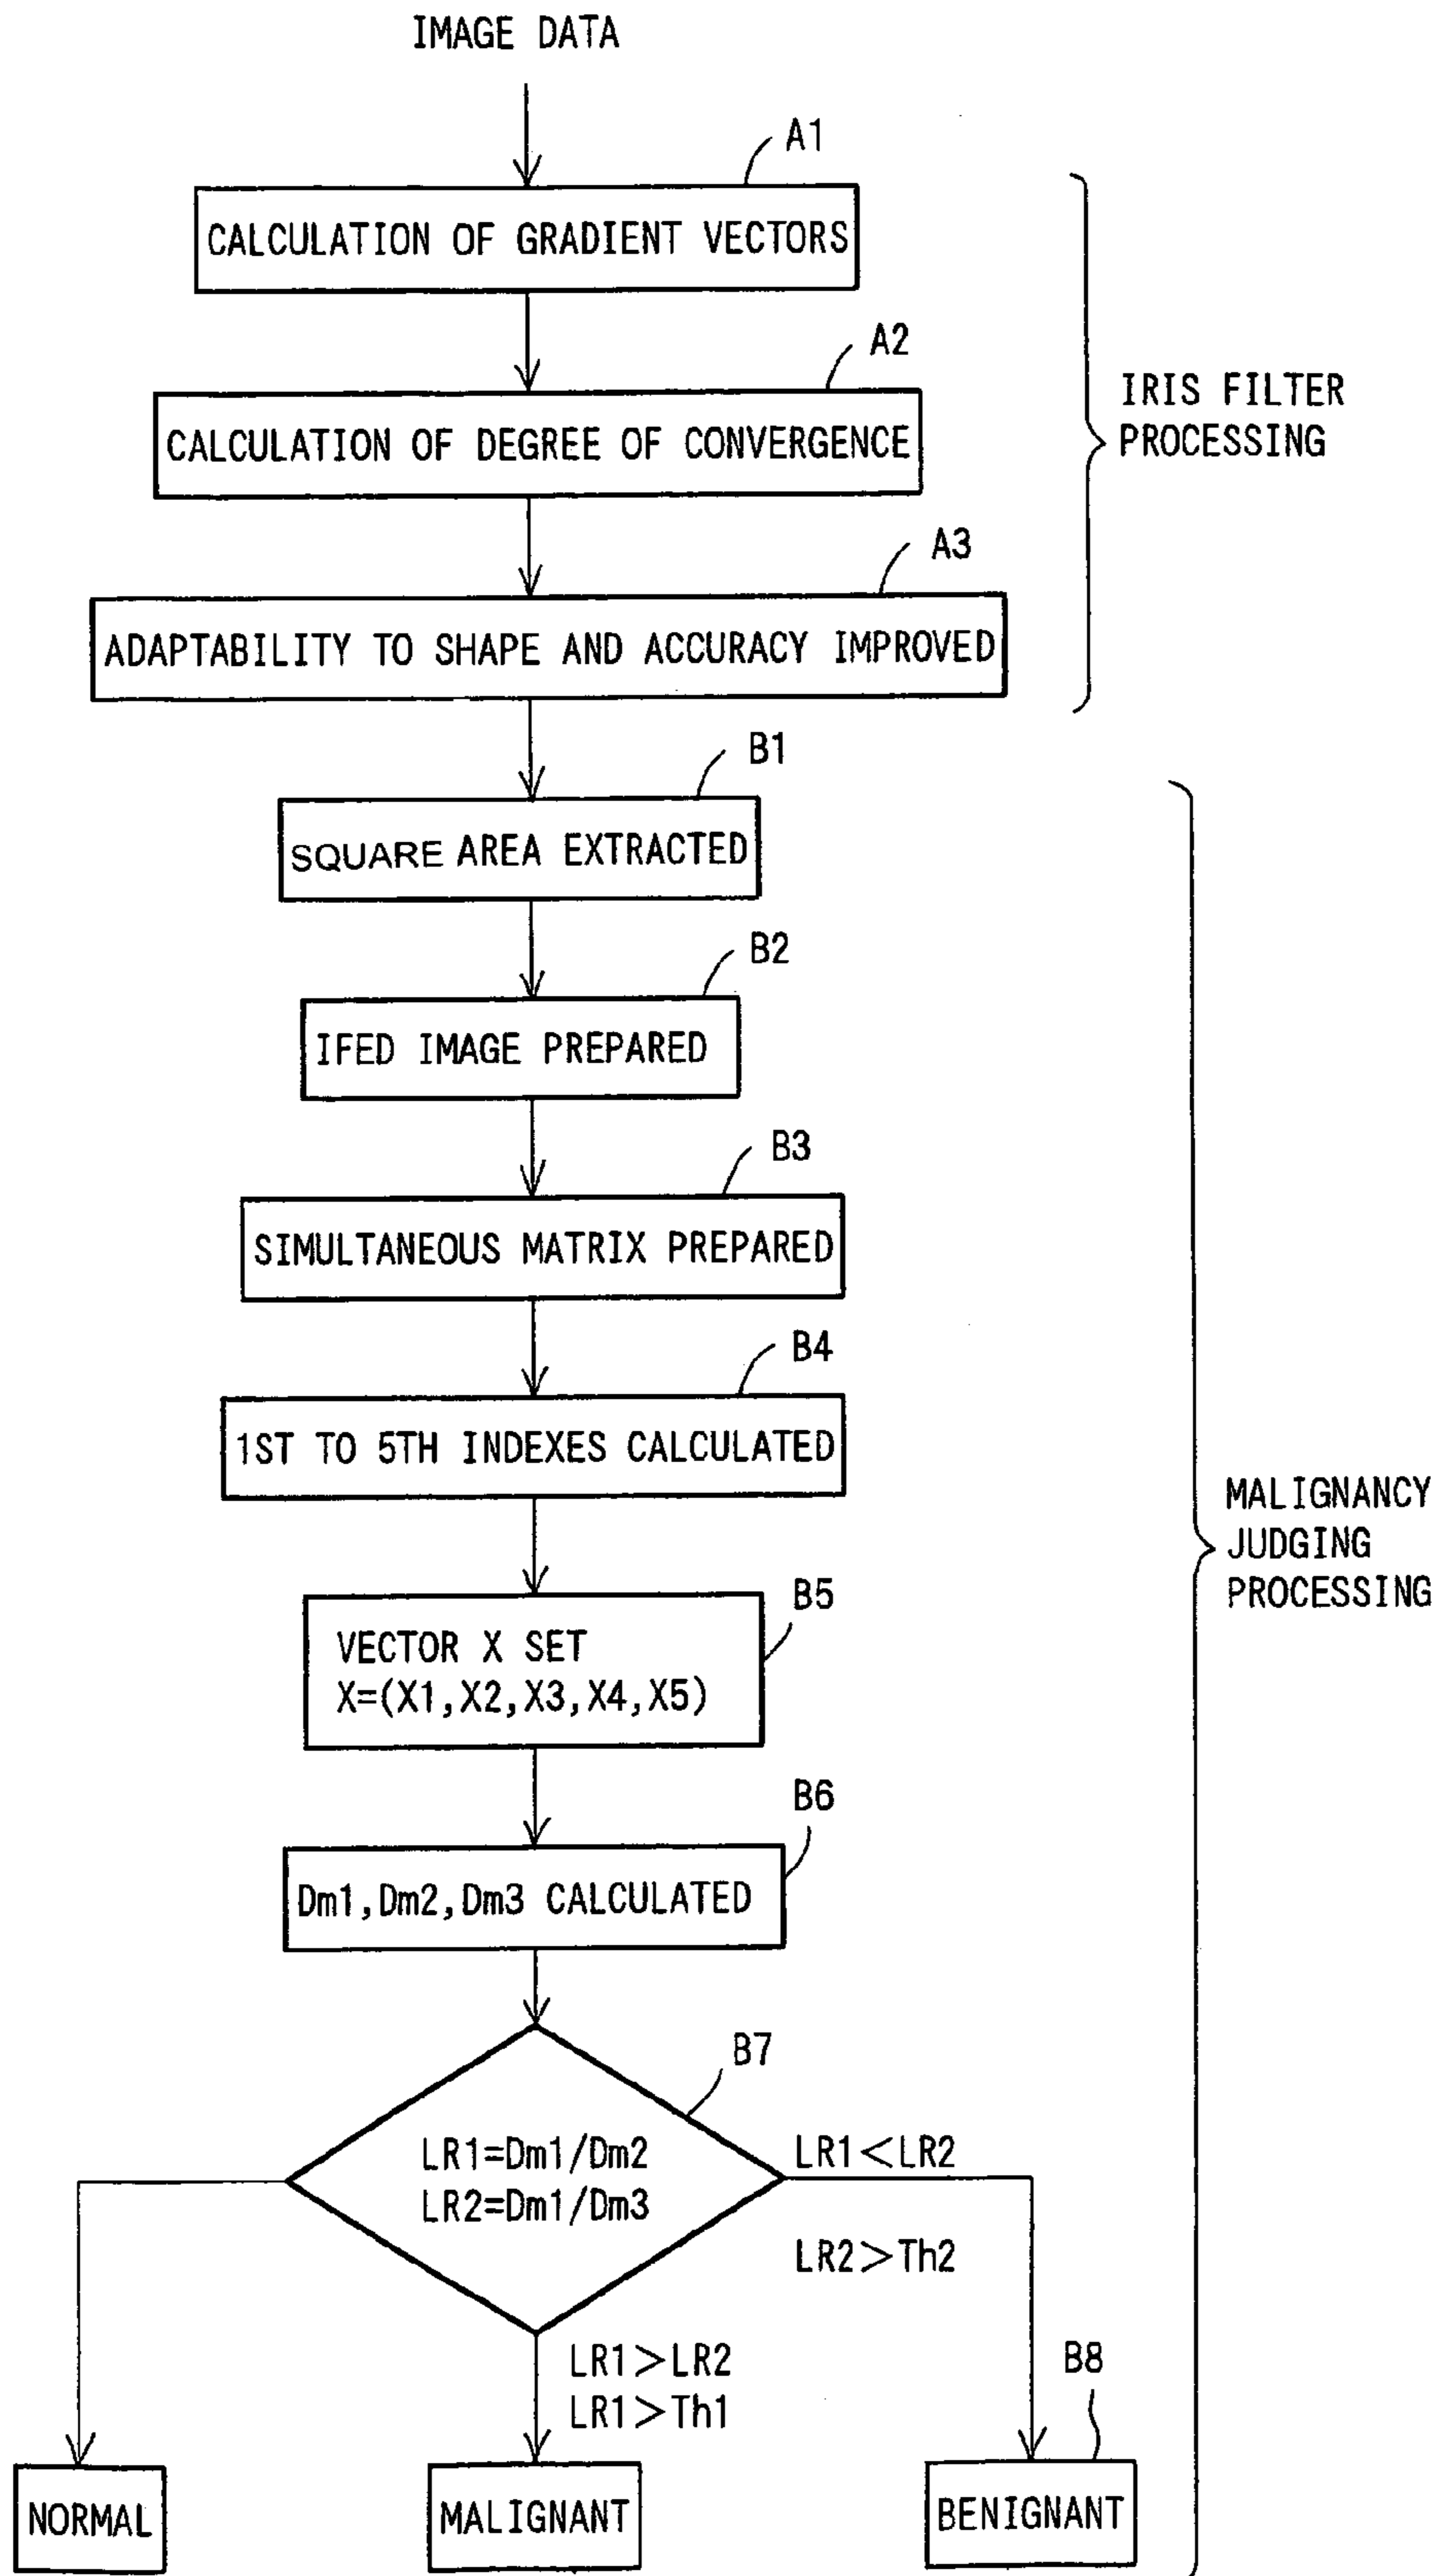 IMAGE DATA
A1
CALCULATION OF GRADIENT VECTORS
A2
CALCULATION OF DEGREE OF CONVERGENCE
IRIS FILTER
PROCESSING
A3
ADAPTABILITY TO SHAPE AND ACCURACY IMPROVED
B1
SQUARE AREA EXTRACTED
B2
IFED IMAGE PREPARED
B3
SIMULTANEOUS MATRIX PREPARED
B4
1ST TO 5TH INDEXES CALCULATED
MALIGNANCY
JUDGING
PROCESSING
B5
VECTOR X SET
X=(X1,X2,X3,X4,X5)
B6
Dm1,Dm2,Dm3 CALCULATED
B7
LR1=Dm1/Dm2
LR2=Dm1/Dm3
LR1<LR2
LR2>Th2
LR1>LR2
LR1>Th1
B8
NORMAL
MALIGNANT
BENIGNANT